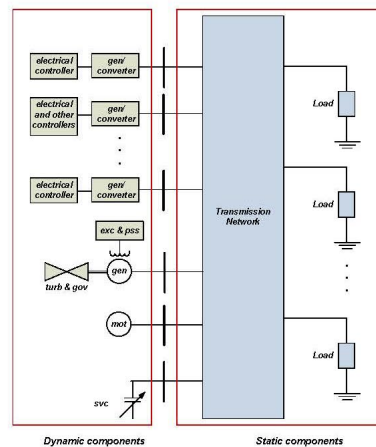 electrical
controller
gen/
converter
electrical
and other
controllers
gen/
converter
electrical
controller
gen/
converter
exc & pss
gen
turb & gov
mot
svc
Transmission
Network
Load
Load
Load
Dynamic components
Static components